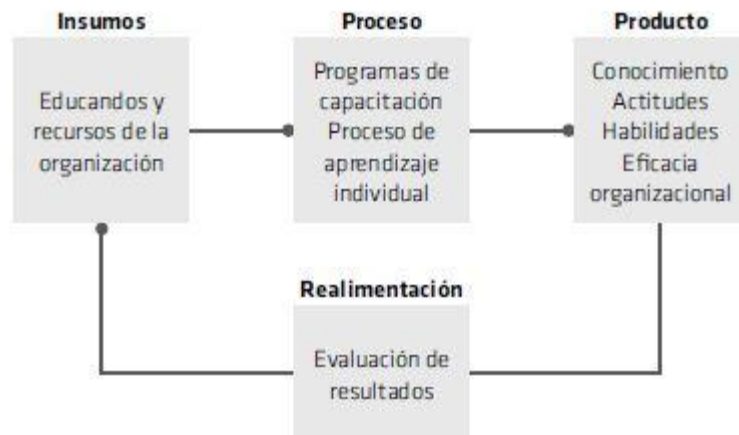 Insumos
Educandos y
recursos de la
organización
Proceso
Programas de
capacitación
Proceso de
aprendizaje
individual
Producto
Conocimiento
Actitudes
Habilidades
Eficacia
organizacional
Realimentación
Evaluación de
resultados